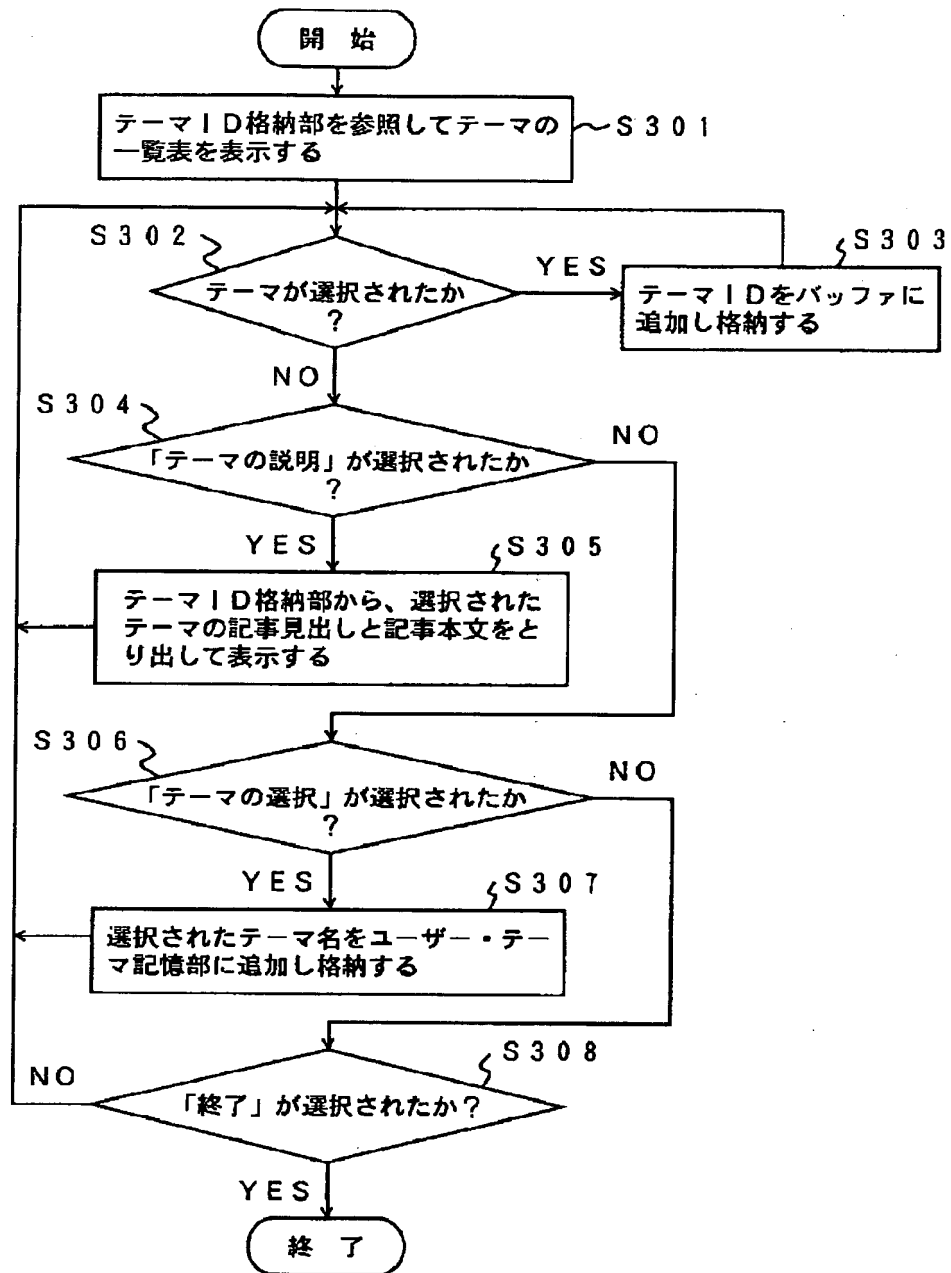 開 始
テーマID格納部を参照してテーマの
一覧表を表示する
S301
S302
テーマが選択されたか
?
YES
S303
テーマIDをバッファに
追加し格納する
NO
S304
「テーマの説明」が選択されたか
?
NO
YES
S305
テーマID格納部から、選択された
テーマの記事見出しと記事本文をと
り出して表示する
S306
「テーマの選択」が選択されたか
?
NO
YES
S307
選択されたテーマ名をユーザー・テー
マ記憶部に追加し格納する
S308
NO
「終了」が選択されたか?
YES
終 了